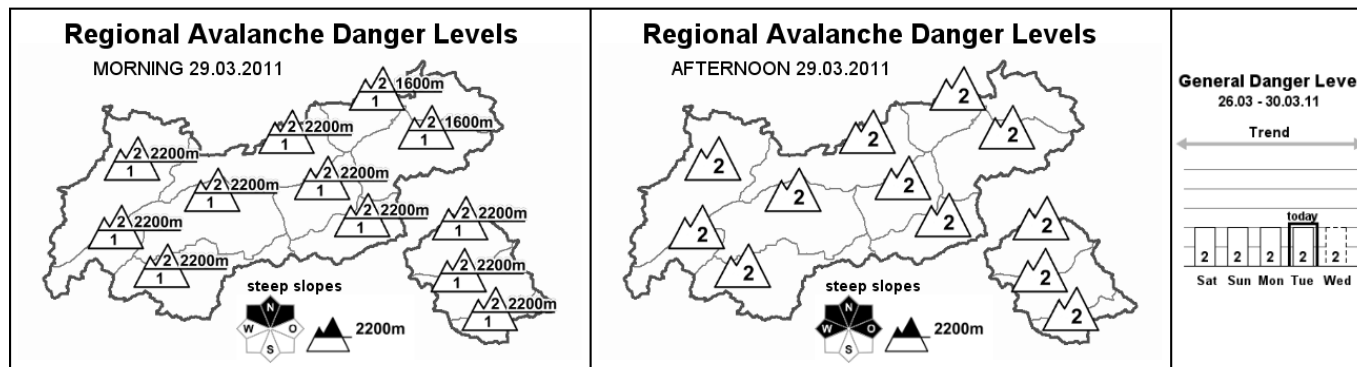 Regional Avalanche Danger Levels
MORNING 29.03.2011
2 1600m
1
2 1600m
1
2 2200m
1
2 2200m
1
2 2200m
1
2 2200m
1
2 2200m
1
2 2200m
1
2 2200m
1
2 2200m
1
2 2200m
1
2 2200m
1
steep slopes
N
W O
S
2200m
Regional Avalanche Danger Levels
AFTERNOON 29.03.2011
2
2
2
2
2
2
2
2
2
2
2
2
steep slopes
N
W O
S
2200m
General Danger Leve
26.03 - 30.03.11
Trend
today
2 2 2 2 2
Sat Sun Mon Tue Wed